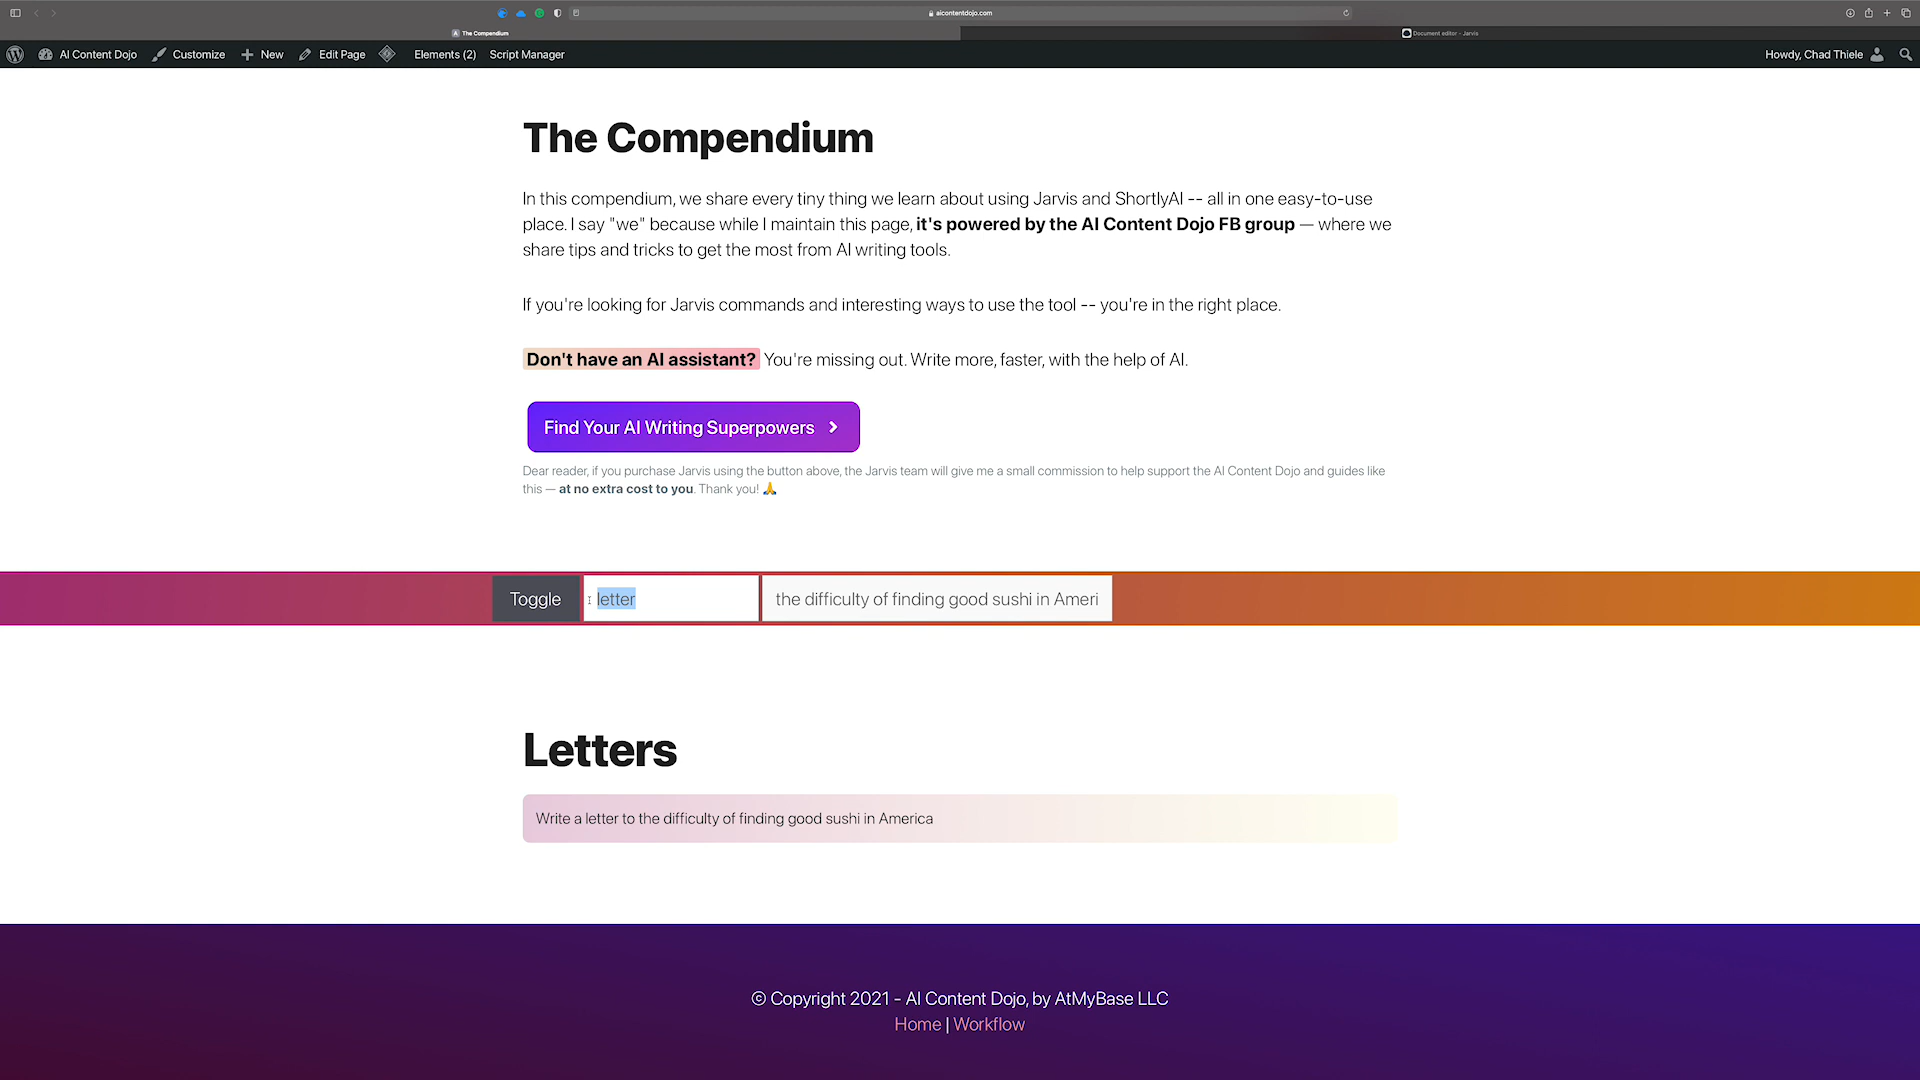 aicontentdojo.com
The Compendium
Document editor - Jarvis
AI Content Dojo Customize New Edit Page Elements (2) Script Manager Howdy, Chad Thiele
The Compendium
In this compendium, we share every tiny thing we learn about using Jarvis and ShortlyAI -- all in one easy-to-use
place. I say "we" because while I maintain this page, it's powered by the AI Content Dojo FB group — where we
share tips and tricks to get the most from AI writing tools.
If you're looking for Jarvis commands and interesting ways to use the tool -- you're in the right place.
Don't have an AI assistant? You're missing out. Write more, faster, with the help of AI.
Find Your AI Writing Superpowers
Dear reader, if you purchase Jarvis using the button above, the Jarvis team will give me a small commission to help support the AI Content Dojo and guides like
this — at no extra cost to you. Thank you! 🙏
Toggle letter the difficulty of finding good sushi in Ameri
Letters
Write a letter to the difficulty of finding good sushi in America
© Copyright 2021 - AI Content Dojo, by AtMyBase LLC
Home | Workflow